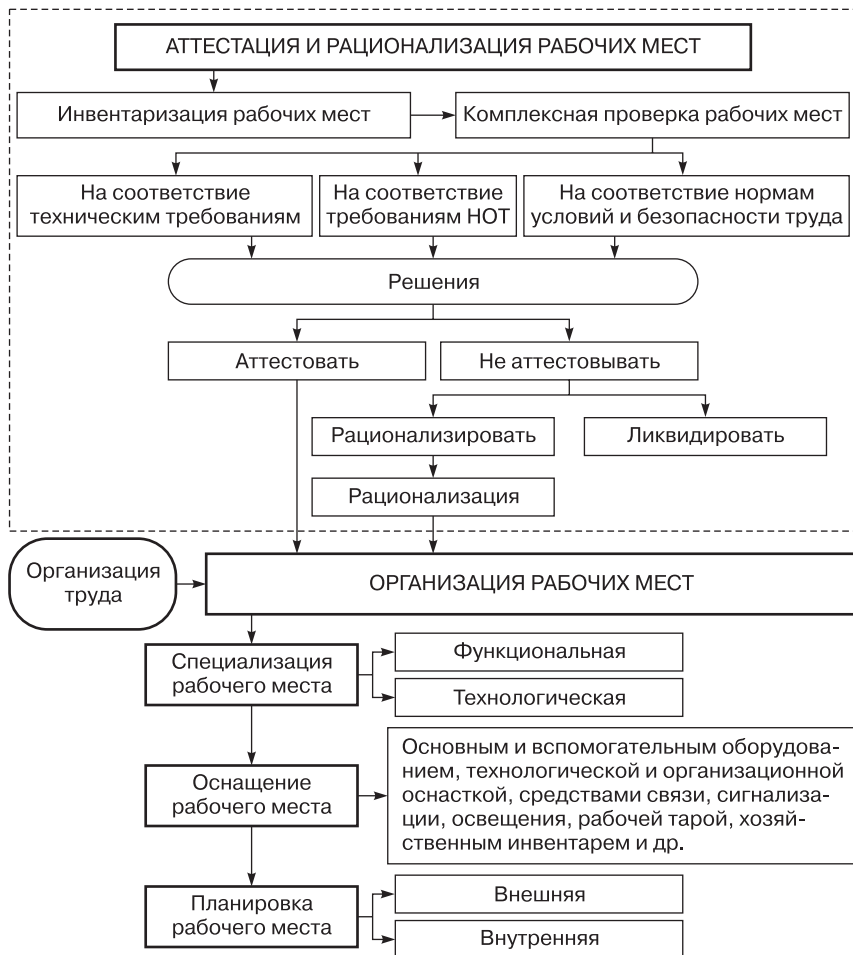 АТТЕСТАЦИЯ И РАЦИОНАЛИЗАЦИЯ РАБОЧИХ МЕСТ
Инвентаризация рабочих мест
Комплексная проверка рабочих мест
На соответствие
техническим требованиям
На соответствие
требованиям НОТ
На соответствие нормам
условий и безопасности труда
Решения
Аттестовать
Не аттестовывать
Рационализировать
Ликвидировать
Рационализация
Организация
труда
ОРГАНИЗАЦИЯ РАБОЧИХ МЕСТ
Специализация
рабочего места
Функциональная
Технологическая
Оснащение
рабочего места
Основным и вспомогательным оборудова-
нием, технологической и организационной
оснасткой, средствами связи, сигнализа-
ции, освещения, рабочей тарой, хозяй-
ственным инвентарем и др.
Планировка
рабочего места
Внешняя
Внутренняя